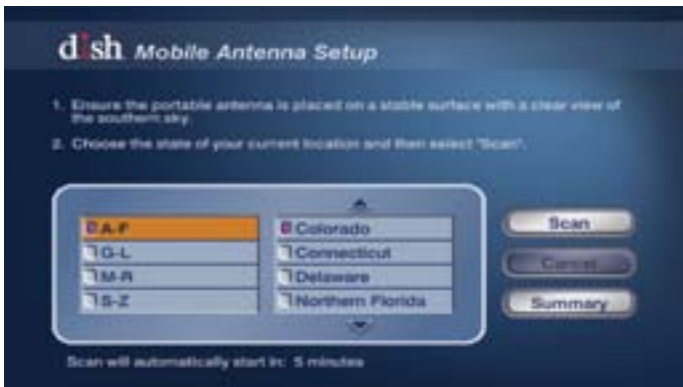 dish Mobile Antenna Setup
1. Ensure the portable antenna is placed on a stable surface with a clear view of
the southern sky.
2. Choose the state of your current location and then select "Scan".
A-F
G-L
M-R
S-Z
Colorado
Connecticut
Delaware
Northern Florida
Scan
Cancel
Summary
Scan will automatically start in: 5 minutes